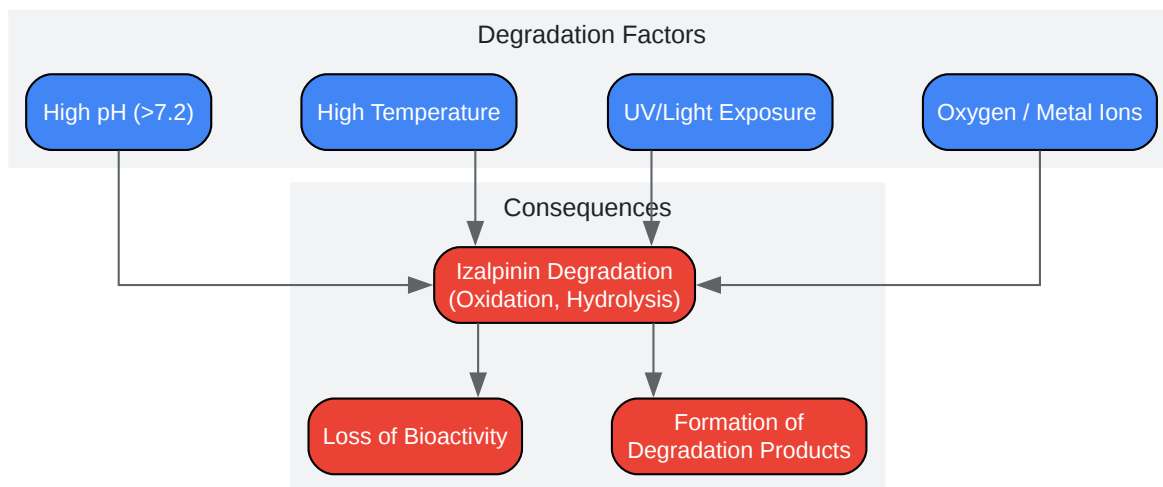 Degradation Factors
High pH (>7.2)
High Temperature
UV/Light Exposure
Oxygen / Metal Ions
Consequences
Izalpinin Degradation
(Oxidation, Hydrolysis)
Loss of Bioactivity
Formation of
Degradation Products